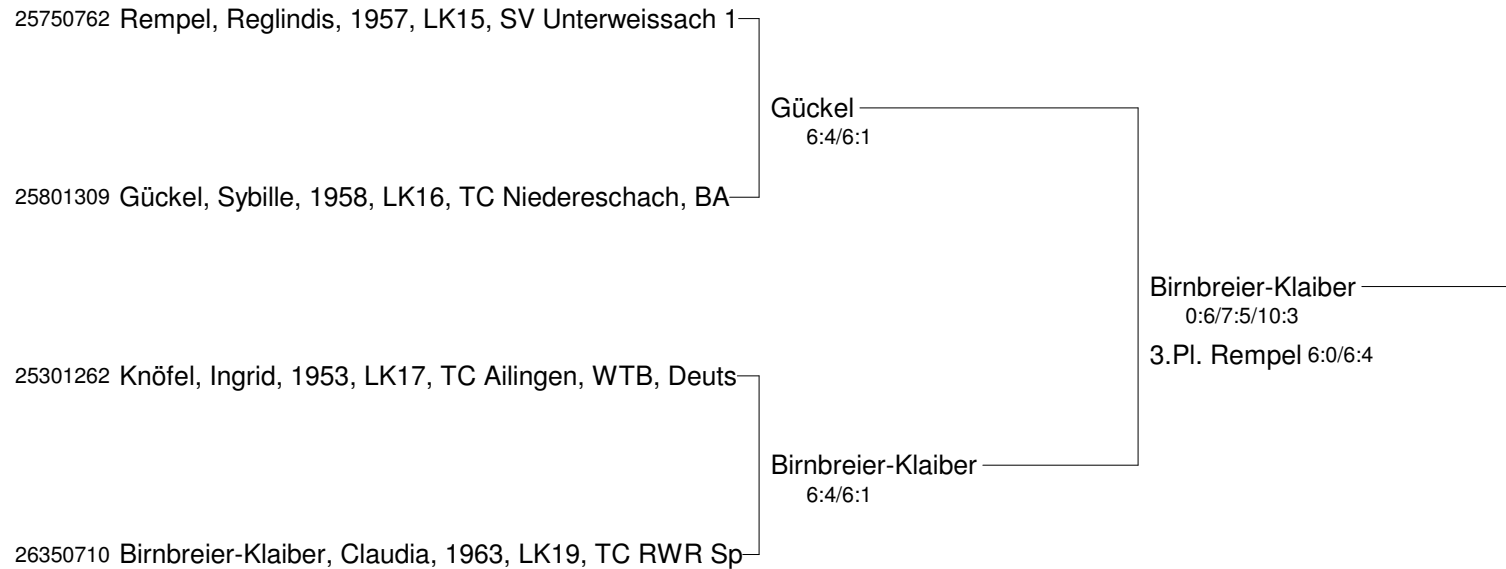 25750762 Rempel, Reglindis, 1957, LK15, SV Unterweissach 1
Gückel
6:4/6:1
25801309 Gückel, Sybille, 1958, LK16, TC Niedereschach, BA
Birnbreier-Klaiber
0:6/7:5/10:3
3.Pl. Rempel 6:0/6:4
25301262 Knöfel, Ingrid, 1953, LK17, TC Ailingen, WTB, Deuts
Birnbreier-Klaiber
6:4/6:1
26350710 Birnbreier-Klaiber, Claudia, 1963, LK19, TC RWR Sp